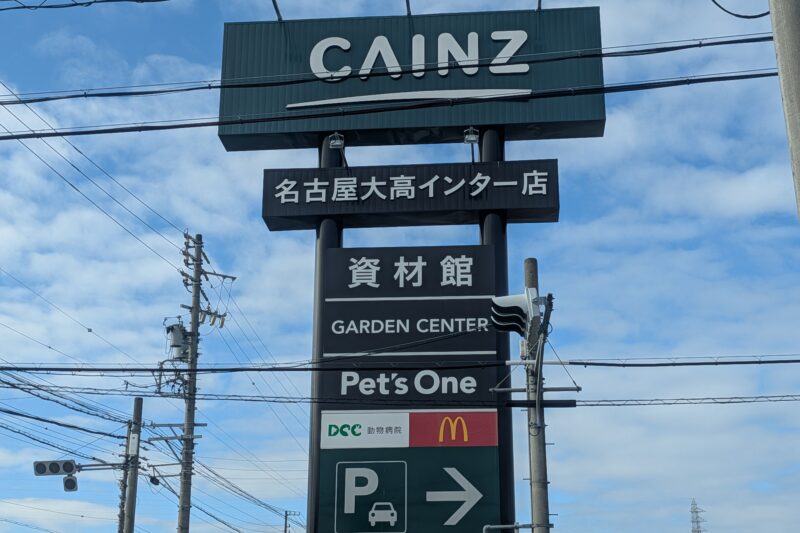 CAINZ
名古屋大高インター店
資材館
GARDEN CENTER
Pet's One
DCC 動物病院
P